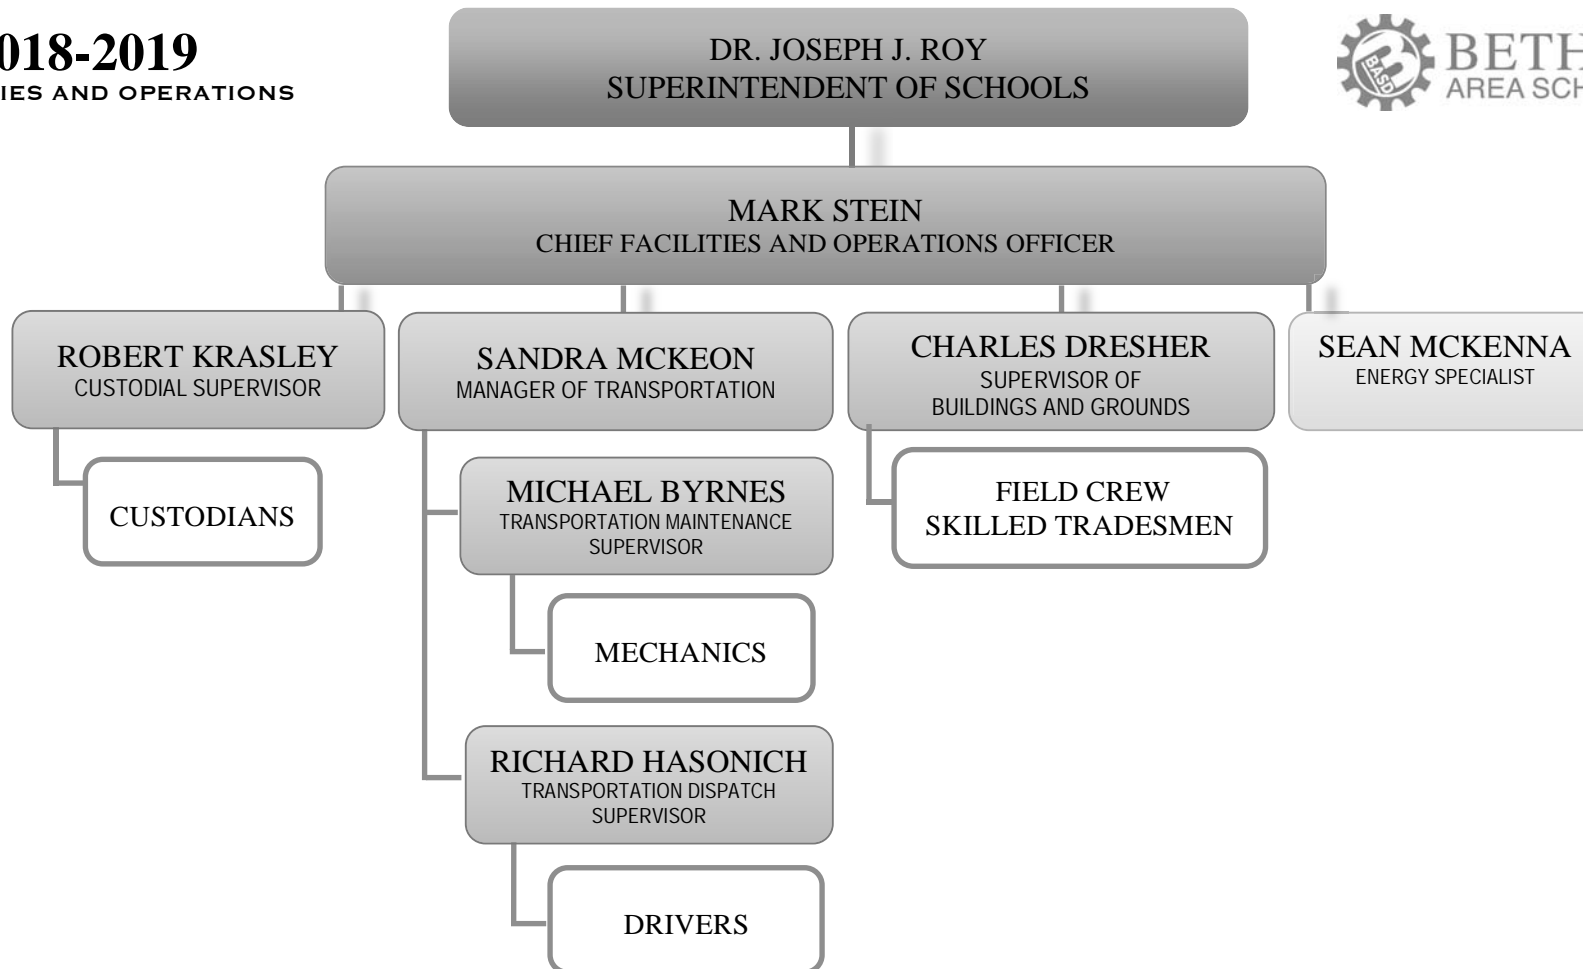 018-2019
IES AND OPERATIONS
DR. JOSEPH J. ROY
SUPERINTENDENT OF SCHOOLS
BASD
BETH
AREA SCH
MARK STEIN
CHIEF FACILITIES AND OPERATIONS OFFICER
ROBERT KRASLEY
CUSTODIAL SUPERVISOR
CUSTODIANS
SANDRA MCKEON
MANAGER OF TRANSPORTATION
MICHAEL BYRNES
TRANSPORTATION MAINTENANCE
SUPERVISOR
MECHANICS
RICHARD HASONICH
TRANSPORTATION DISPATCH
SUPERVISOR
DRIVERS
CHARLES DRESHER
SUPERVISOR OF
BUILDINGS AND GROUNDS
FIELD CREW
SKILLED TRADESMEN
SEAN MCKENNA
ENERGY SPECIALIST